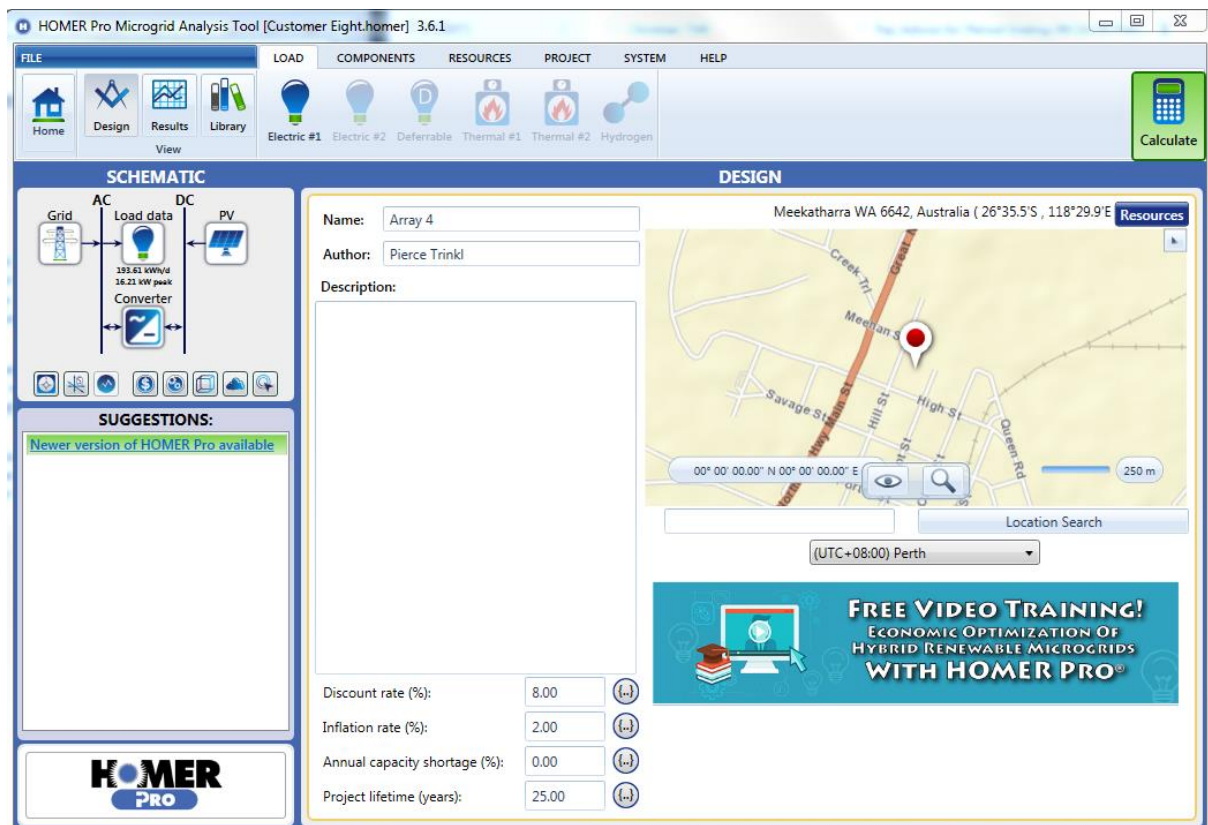 HOMER Pro Microgrid Analysis Tool [Customer Eight.homer] 3.6.1
FILE LOAD COMPONENTS RESOURCES PROJECT SYSTEM HELP
Home Design Results Library Electric #1 Electric #2 Deferrable Thermal #1 Thermal #2 Hydrogen Calculate
View
SCHEMATIC
AC DC
Grid Load data PV
193.61 kWh/d
16.21 kW peak
Converter
SUGGESTIONS:
Newer version of HOMER Pro available
HOMER
PRO
DESIGN
Name: Array 4
Author: Pierce Trinkl
Description:
Discount rate (%): 8.00 {..}
Inflation rate (%): 2.00 {..}
Annual capacity shortage (%): 0.00 {..}
Project lifetime (years): 25.00 {..}
Meekatharra WA 6642, Australia ( 26°35.5'S , 118°29.9'E Resources
Creek Trl
Great
Meehan S
Savage St
Main St
Hwy
Hill St
High St
Queen Rd
00° 00' 00.00" N 00° 00' 00.00" E
250 m
Location Search
(UTC+08:00) Perth
FREE VIDEO TRAINING!
ECONOMIC OPTIMIZATION OF
HYBRID RENEWABLE MICROGRIDS
WITH HOMER PRO®